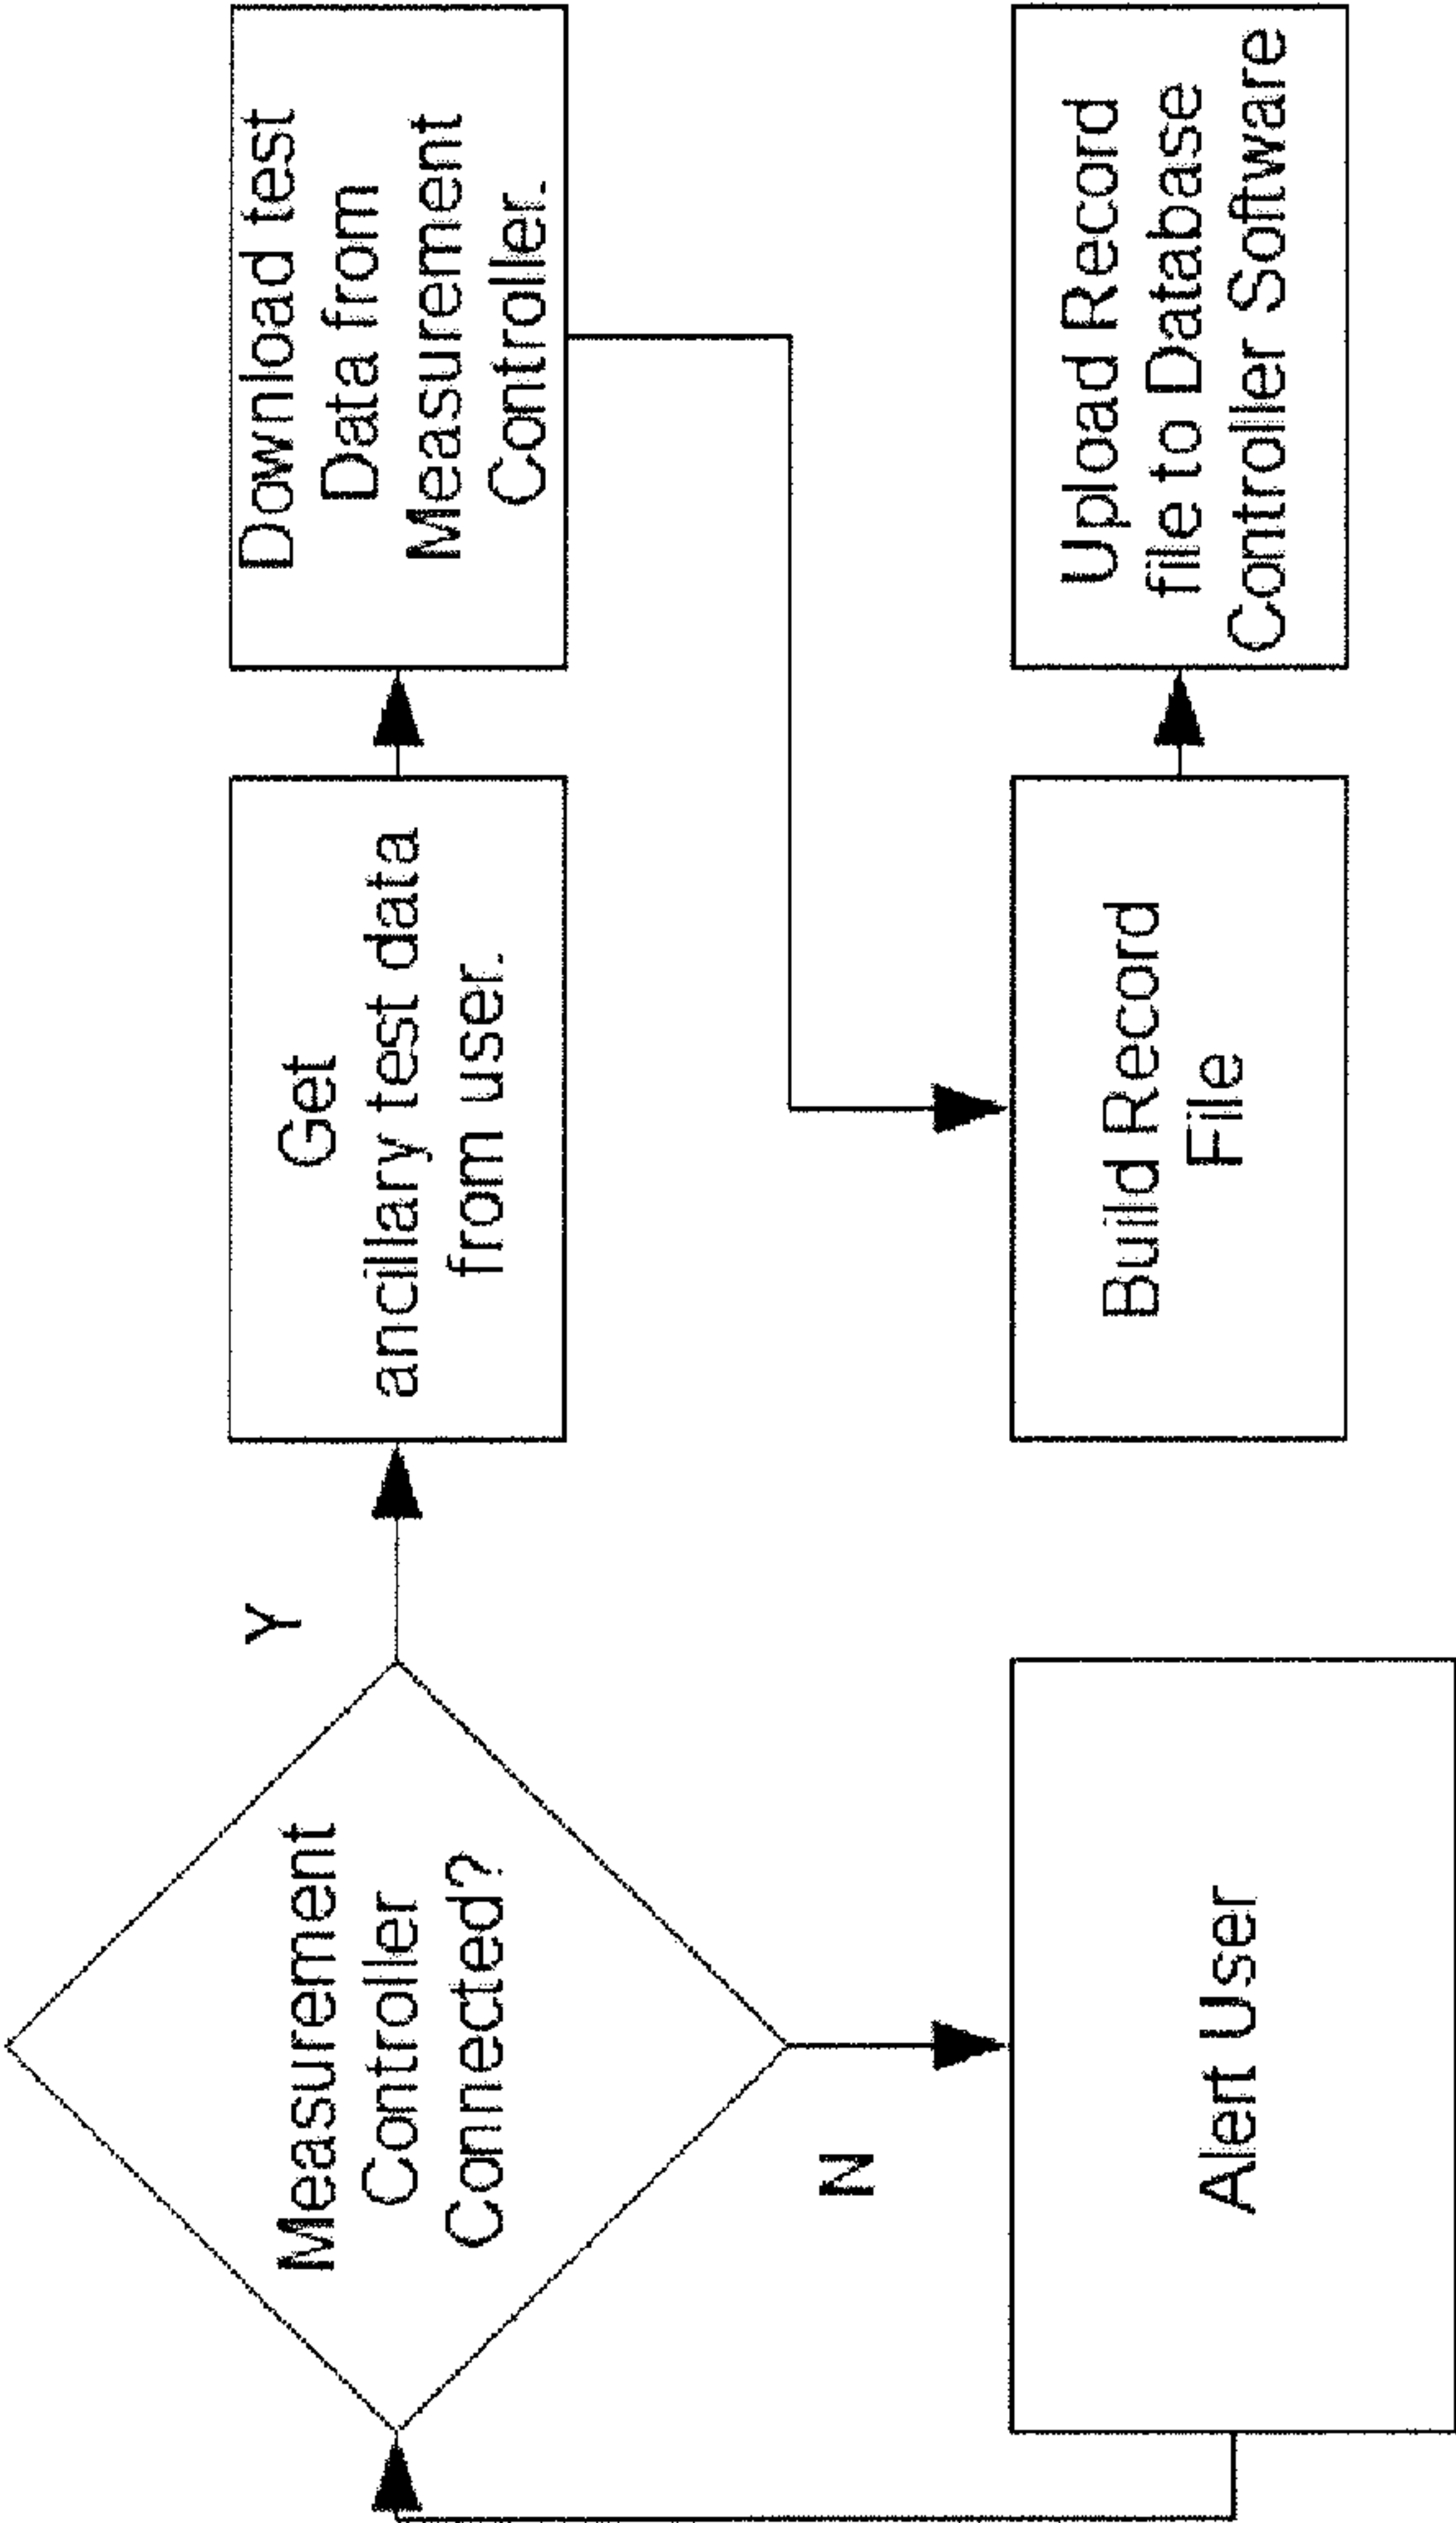 Measurement
Controller
Connected?
Y
Get
ancillary test data
from user.
Download test
Data from
Measurement
Controller.
N
Alert User
Build Record
File
Upload Record
file to Database
Controller Software